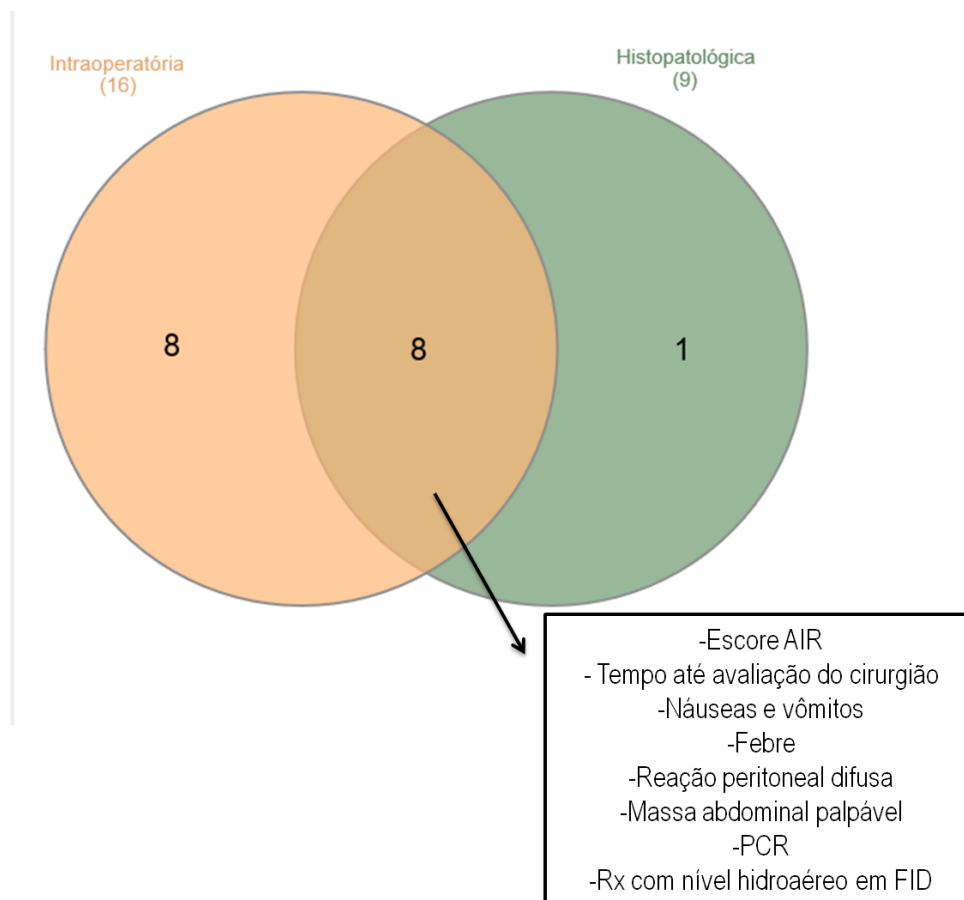 Intraoperatória
(16)
Histopatológica
(9)
8
8
1
-Escore AIR
- Tempo até avaliação do cirurgião
-Náuseas e vômitos
-Febre
-Reação peritoneal difusa
-Massa abdominal palpável
-PCR
-Rx com nível hidroaéreo em FID